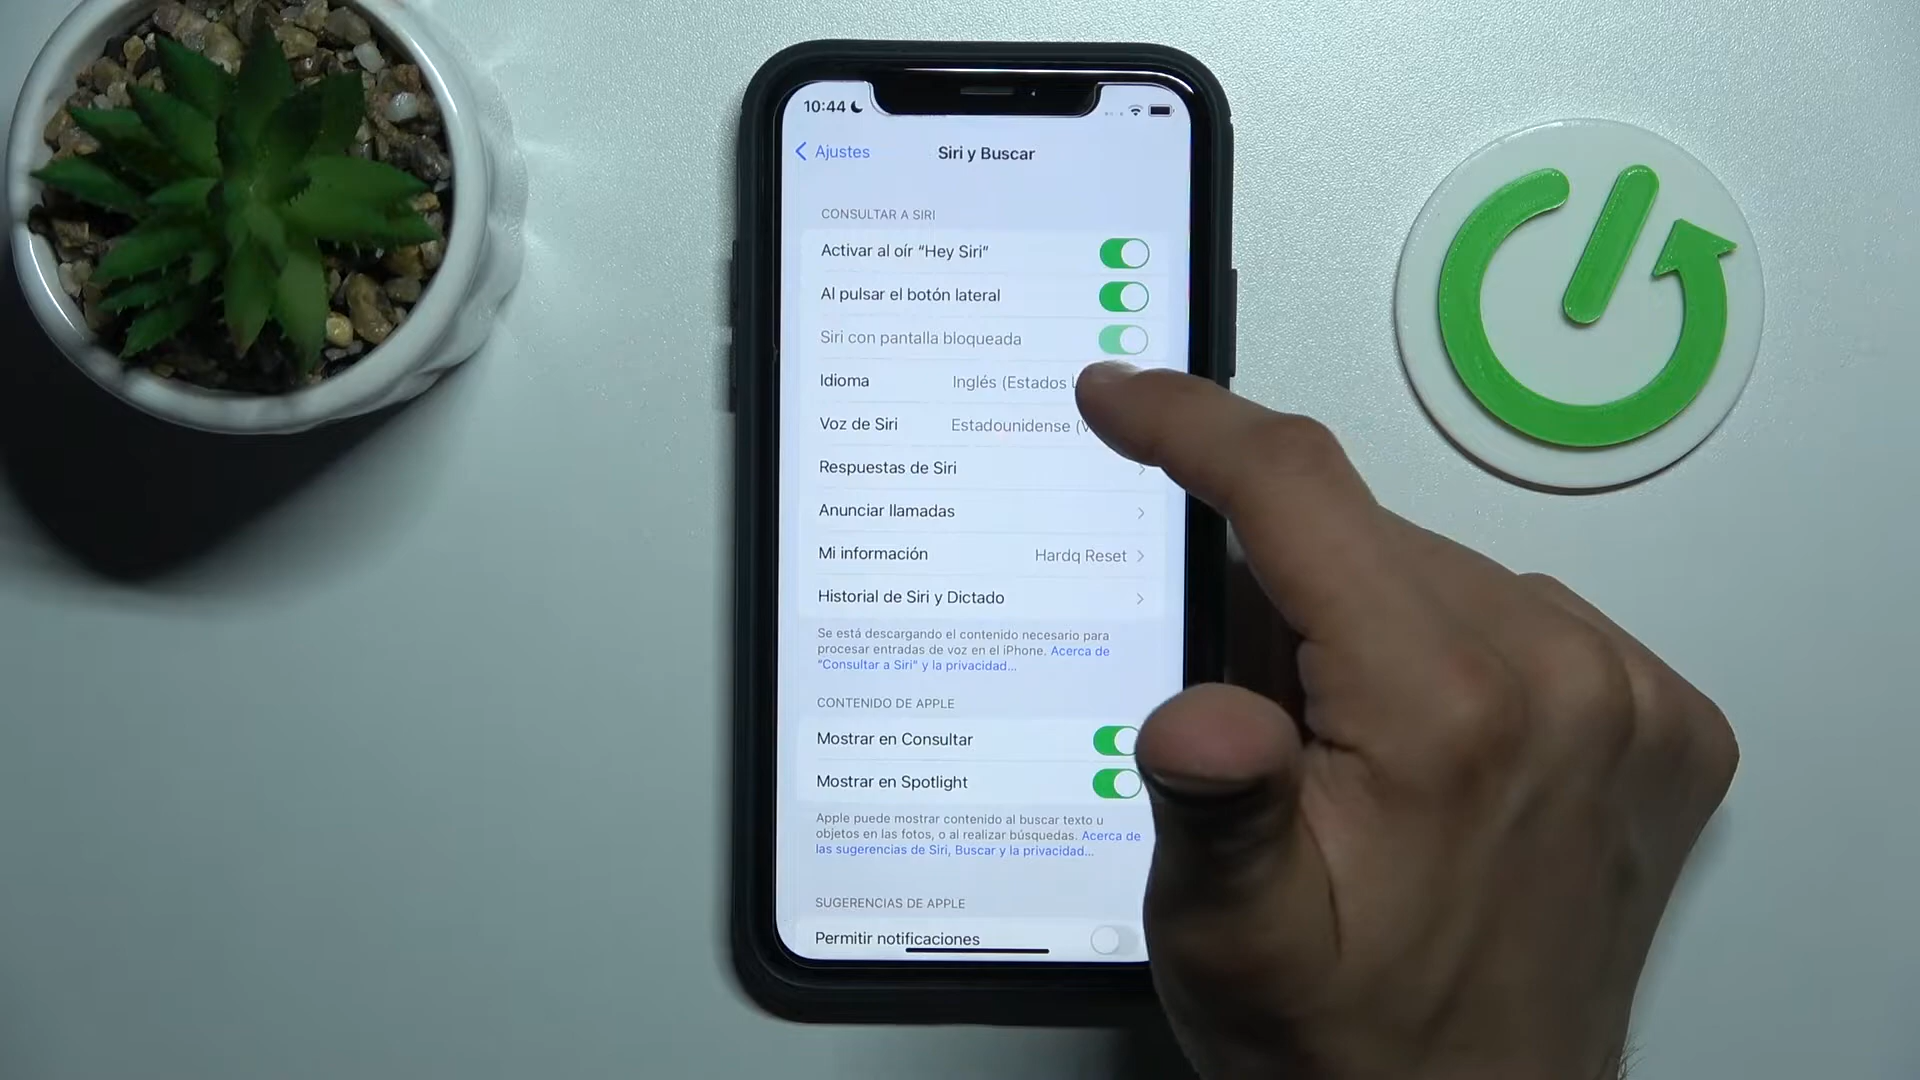 10:44
Ajustes
Siri y Buscar
CONSULTAR A SIRI
Activar al oír “Hey Siri”
Al pulsar el botón lateral
Siri con pantalla bloqueada
Idioma Inglés (Estados
Voz de Siri Estadounidense
Respuestas de Siri
Anunciar llamadas
Mi información Hardq Reset
Historial de Siri y Dictado
Se está descargando el contenido necesario para
procesar entradas de voz en el iPhone. Acerca de
“Consultar a Siri” y la privacidad...
CONTENIDO DE APPLE
Mostrar en Consultar
Mostrar en Spotlight
Apple puede mostrar contenido al buscar texto u
objetos en las fotos, o al realizar búsquedas. Acerca de
las sugerencias de Siri, Buscar y la privacidad...
SUGERENCIAS DE APPLE
Permitir notificaciones